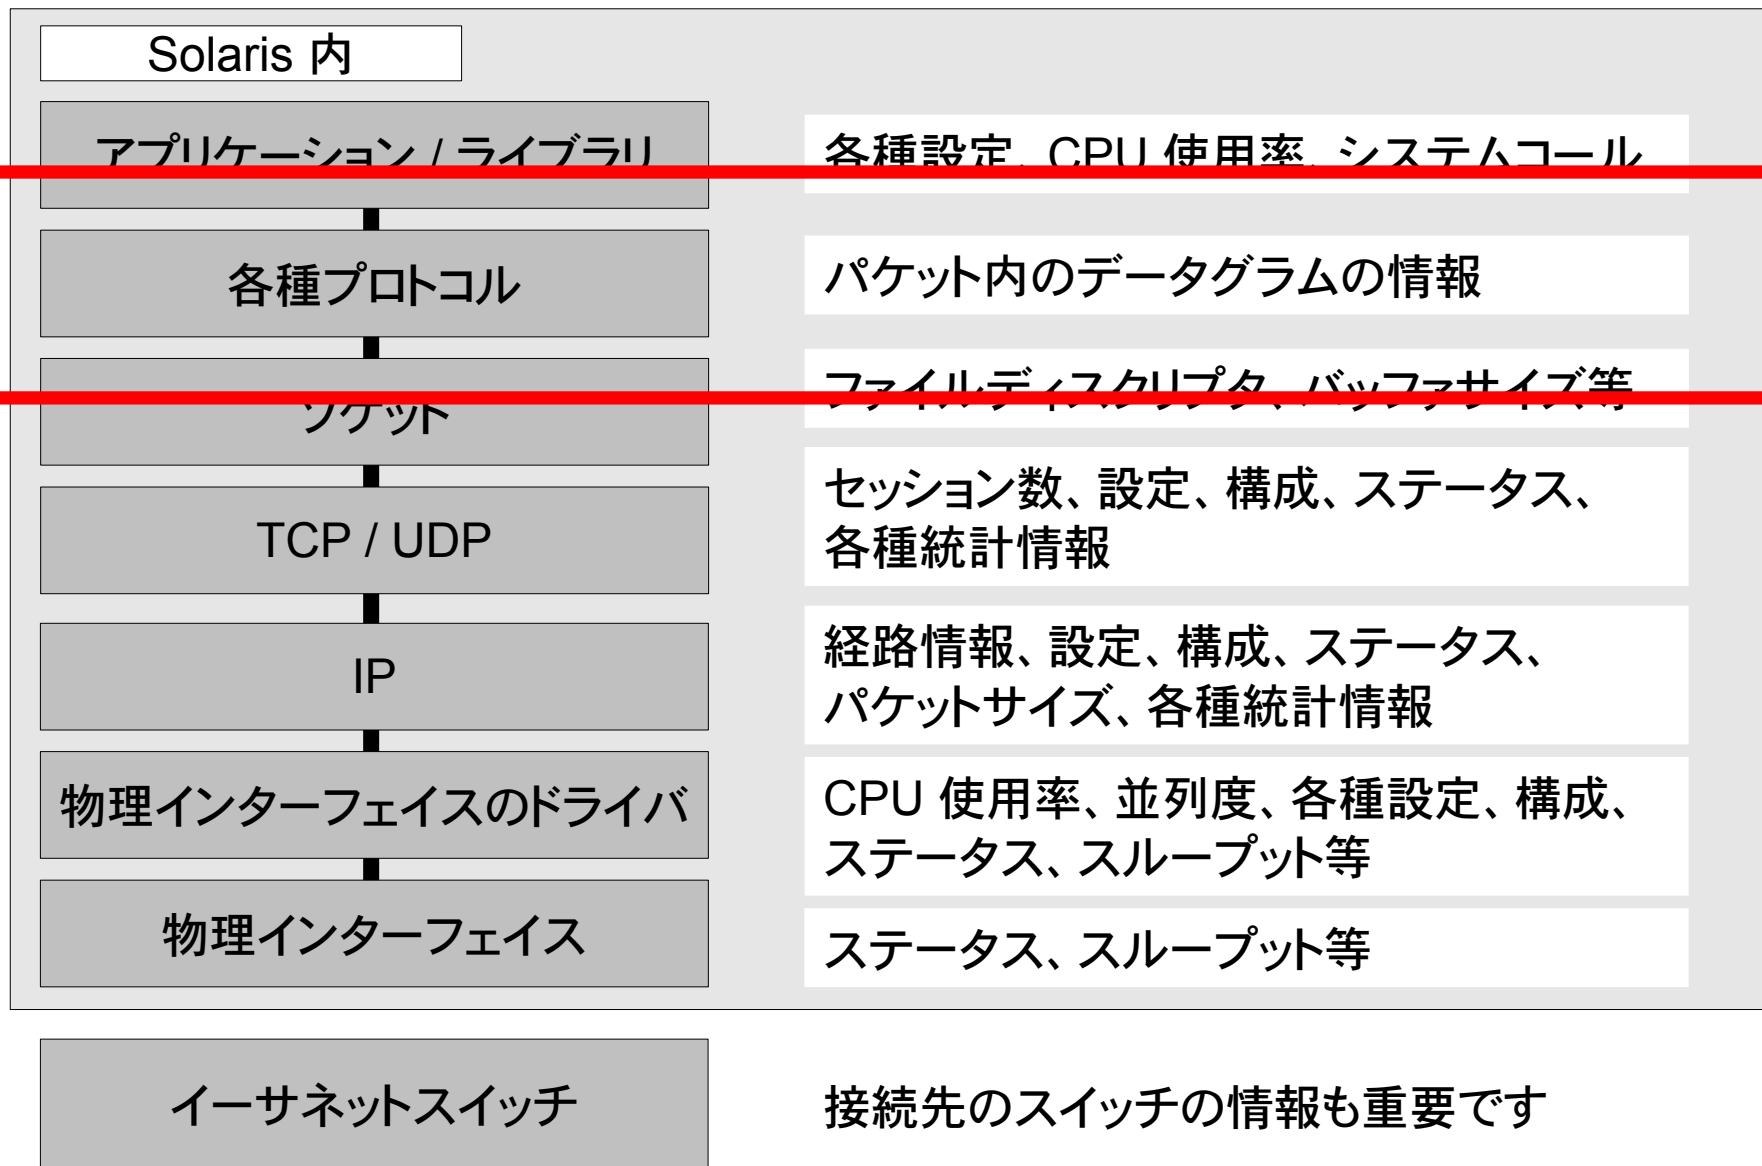 Solaris 内
アプリケーション / ライブラリ
各種設定、CPU 使用率、システムコール
各種プロトコル
パケット内のデータグラムの情報
ソケット
ファイルディスクリプタ、バッファサイズ等
TCP / UDP
セッション数、設定、構成、ステータス、
各種統計情報
IP
経路情報、設定、構成、ステータス、
パケットサイズ、各種統計情報
物理インターフェイスのドライバ
CPU 使用率、並列度、各種設定、構成、
ステータス、スループット等
物理インターフェイス
ステータス、スループット等
イーサネットスイッチ
接続先のスイッチの情報も重要です